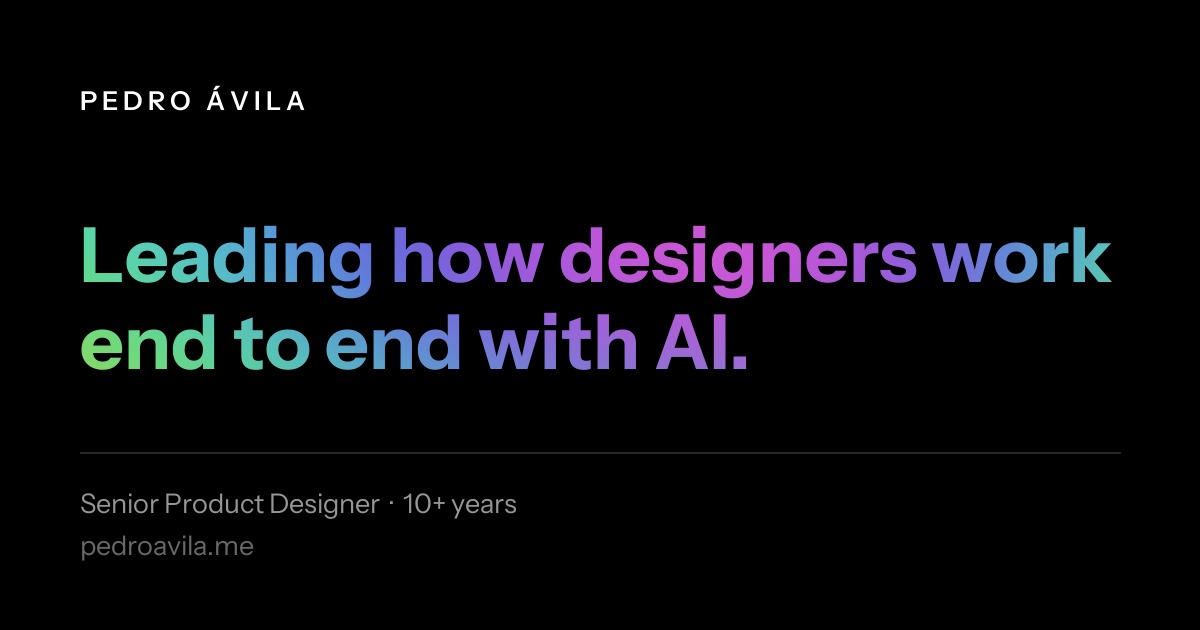 PEDRO ÁVILA
Leading how designers work
end to end with AI.
Senior Product Designer · 10+ years
pedroavila.me